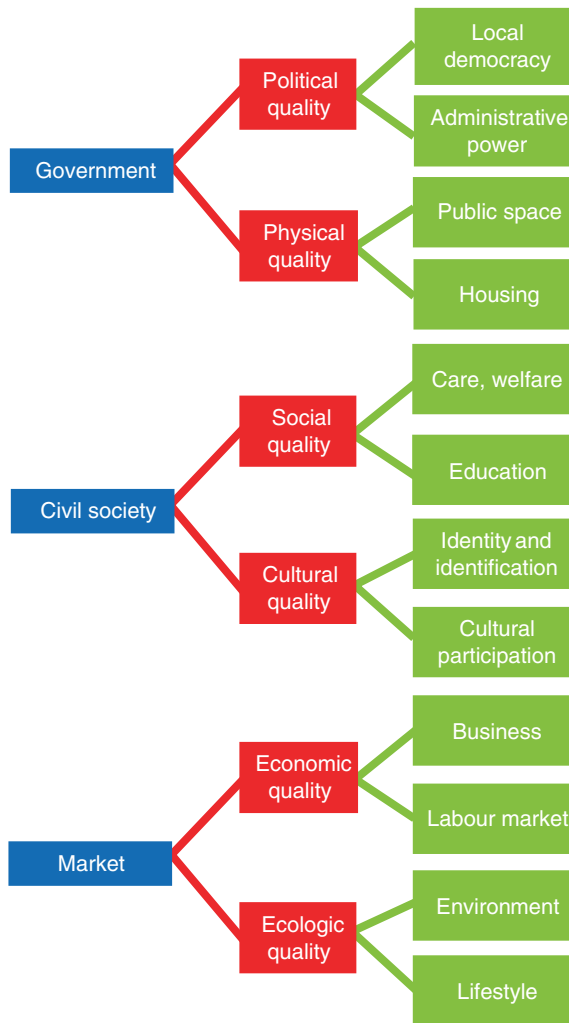 Government
Political
quality
Local
democracy
Administrative
power
Physical
quality
Public space
Housing
Civil society
Social
quality
Care, welfare
Education
Cultural
quality
Identity and
identification
Cultural
participation
Market
Economic
quality
Business
Labour market
Ecologic
quality
Environment
Lifestyle